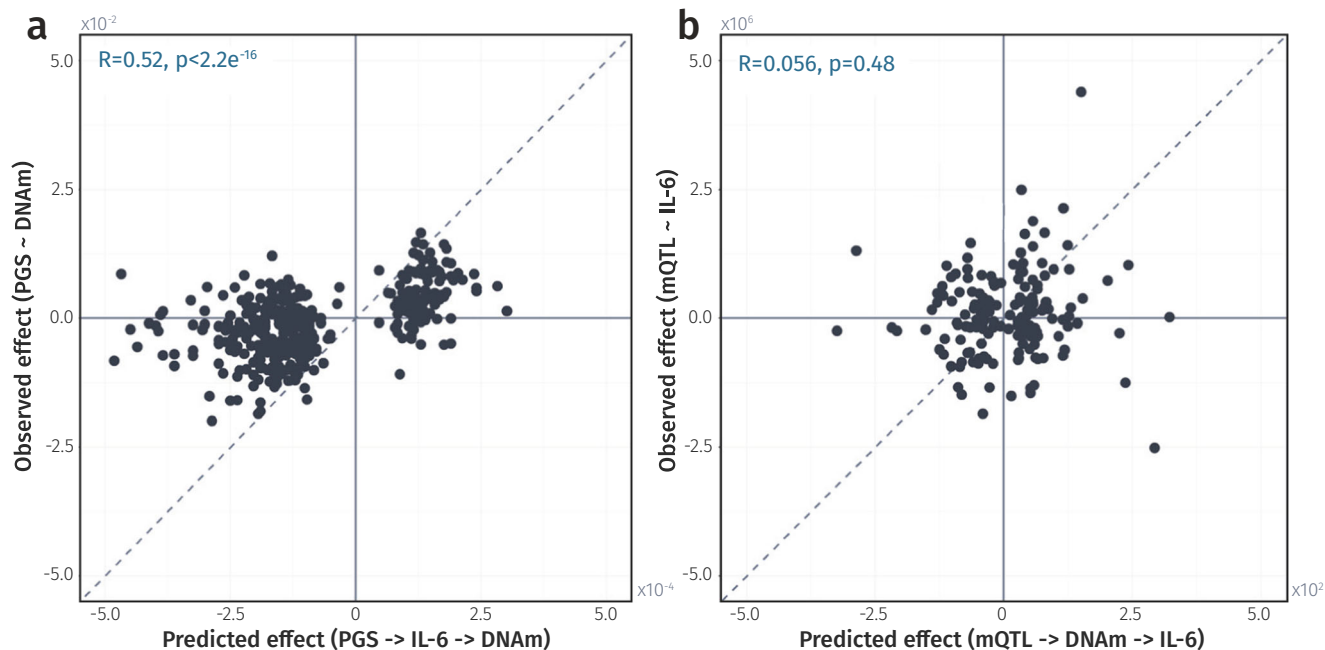 a
x10⁻²
R=0.52, p<2.2e⁻¹⁶
5.0
2.5
0.0
-2.5
-5.0
Observed effect (PGS ~ DNAm)
-5.0 -2.5 0 2.5 5.0
x10⁻⁴
Predicted effect (PGS -> IL-6 -> DNAm)
b
x10⁶
R=0.056, p=0.48
5.0
2.5
0.0
-2.5
-5.0
Observed effect (mQTL ~ IL-6)
-5.0 -2.5 0 2.5 5.0
x10²
Predicted effect (mQTL -> DNAm -> IL-6)